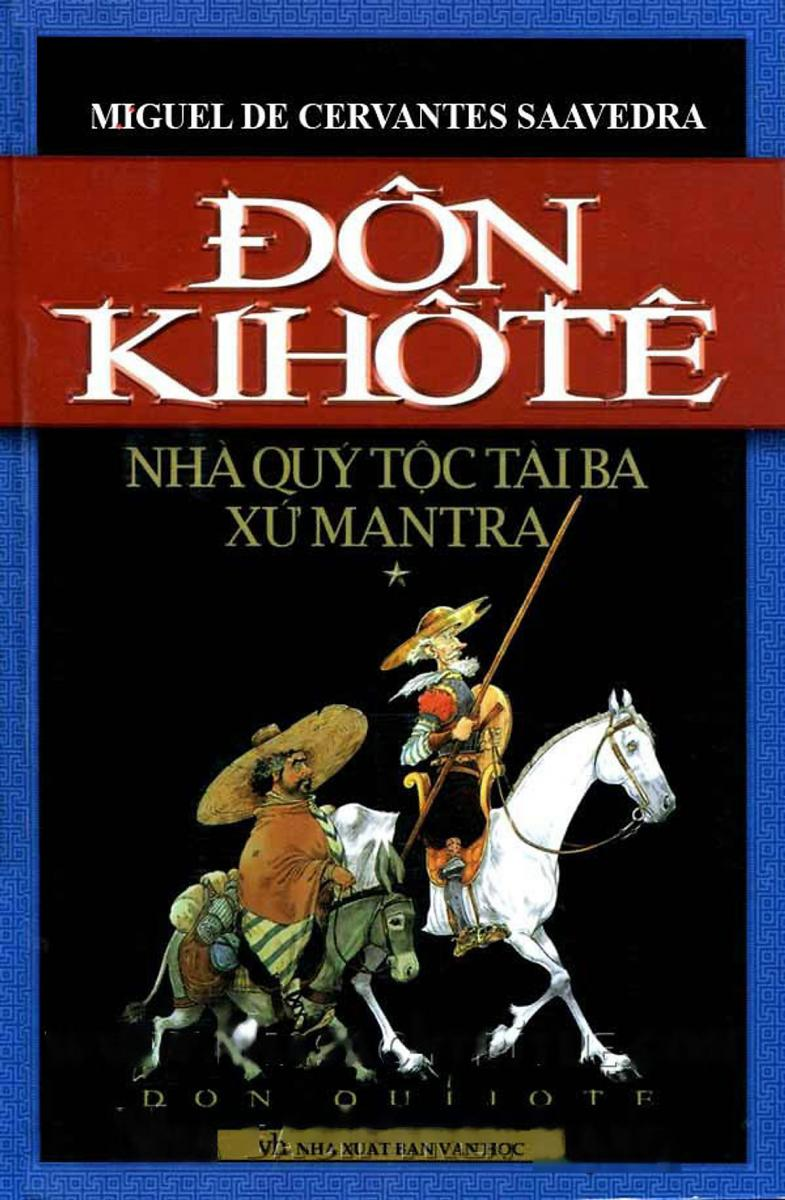 MIGUEL DE CERVANTES SAAVEDRA
ĐÔN
KIHÔTÊ
NHÀ QUÝ TỘC TÀI BA
XỨ MANTRA
DON QUIJOTE
NHÀ XUẤT BẢN VĂN HỌC